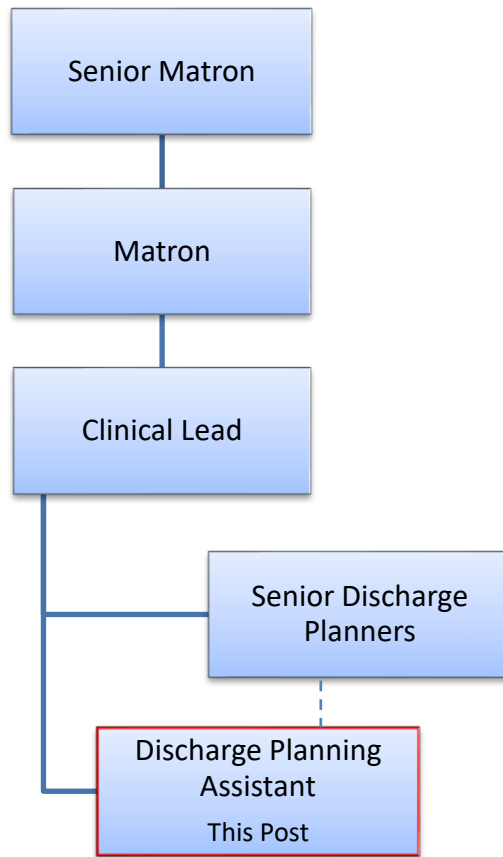 Senior Matron
Matron
Clinical Lead
Senior Discharge
Planners
Discharge Planning
Assistant
This Post